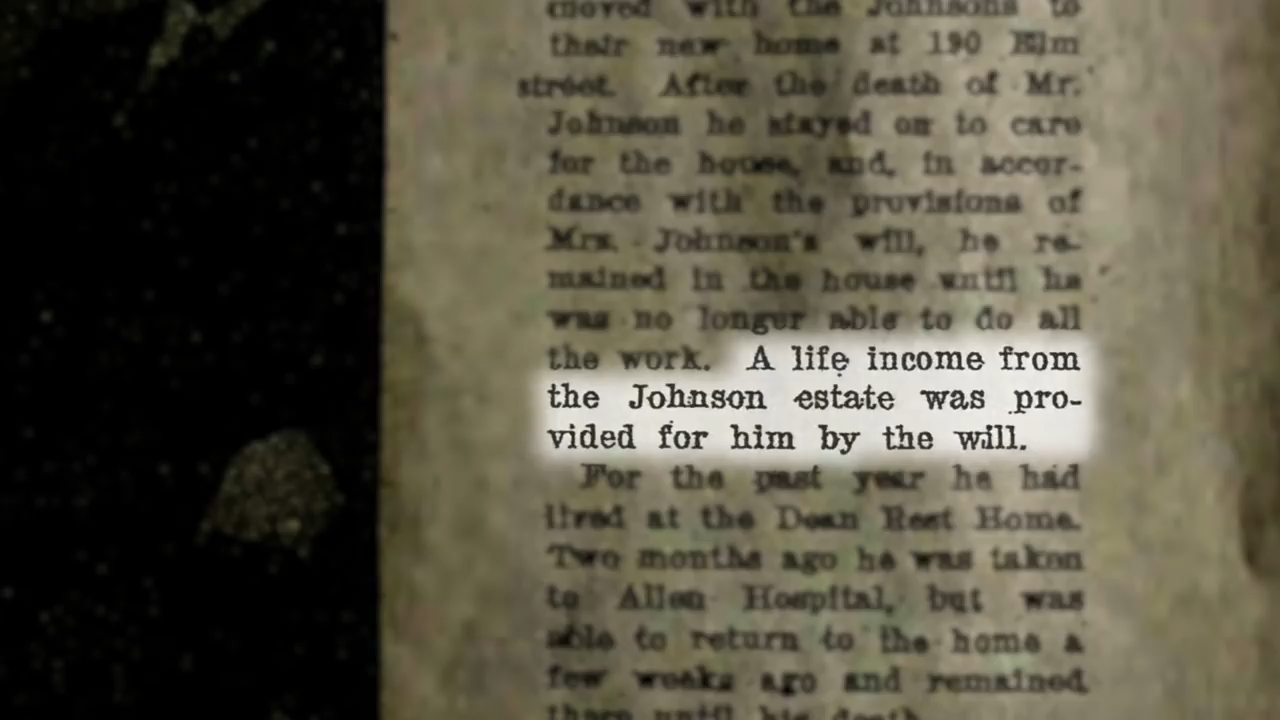 moved with the Johnsons to
their new home at 190 Elm
street. After the death of Mr.
Johnson he stayed on to care
for the house, and, in accor-
dance with the provisions of
Mrs. Johnson's will, he re-
mained in the house until he
was no longer able to do all
the work. A life income from
the Johnson estate was pro-
vided for him by the will.
For the past year he had
lived at the Dean Rest Home.
Two months ago he was taken
to Allen Hospital, but was
able to return to the home a
few weeks ago and remained
there until his death.